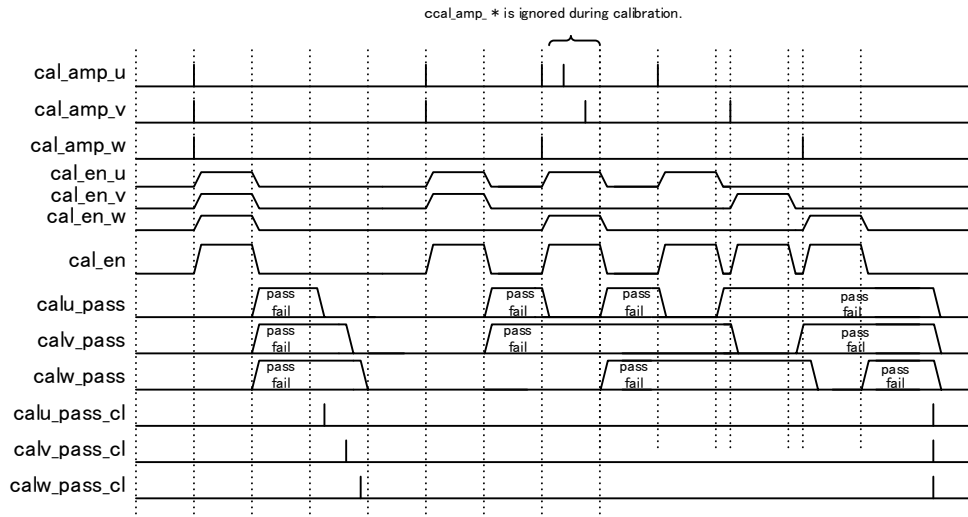 ccal_amp_＊ is ignored during calibration.
cal_amp_u
cal_amp_v
cal_amp_w
cal_en_u
cal_en_v
cal_en_w
cal_en
calu_pass
pass
fail
pass
fail
pass
fail
pass
fail
calv_pass
pass
fail
pass
fail
pass
fail
calw_pass
pass
fail
pass
fail
pass
fail
calu_pass_cl
calv_pass_cl
calw_pass_cl